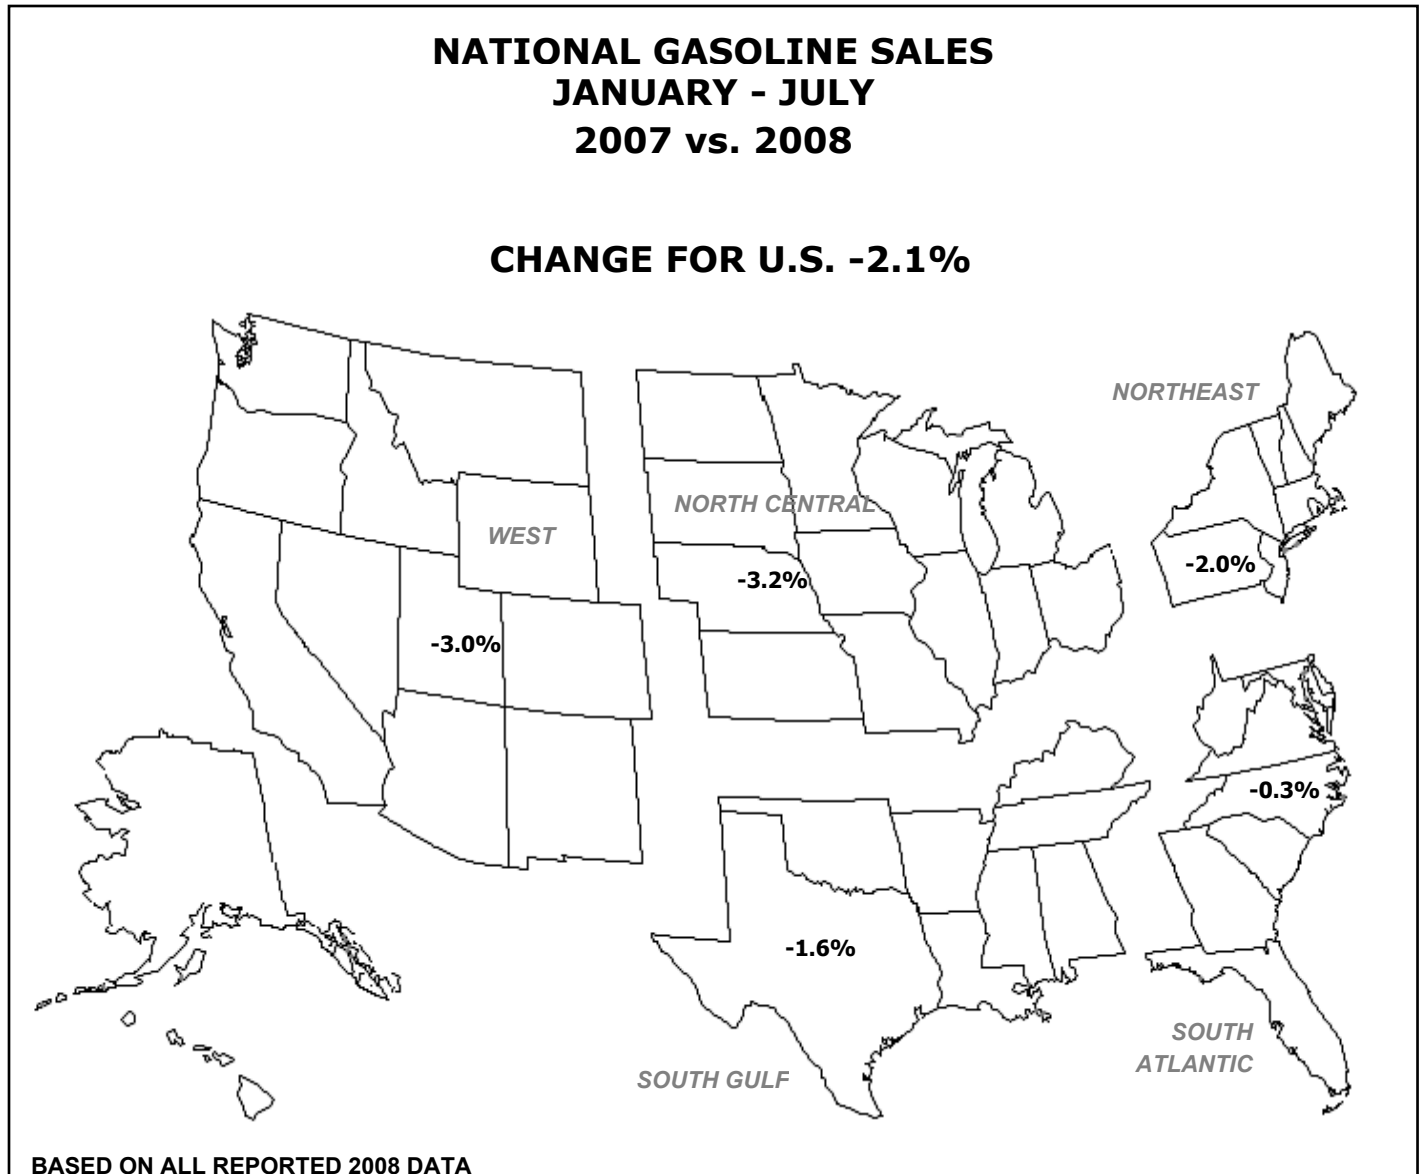 NATIONAL GASOLINE SALES
JANUARY - JULY
2007 vs. 2008
CHANGE FOR U.S. -2.1%
NORTHEAST
NORTH CENTRAL
WEST
-2.0%
-3.2%
-3.0%
-0.3%
-1.6%
SOUTH
ATLANTIC
SOUTH GULF
BASED ON ALL REPORTED 2008 DATA